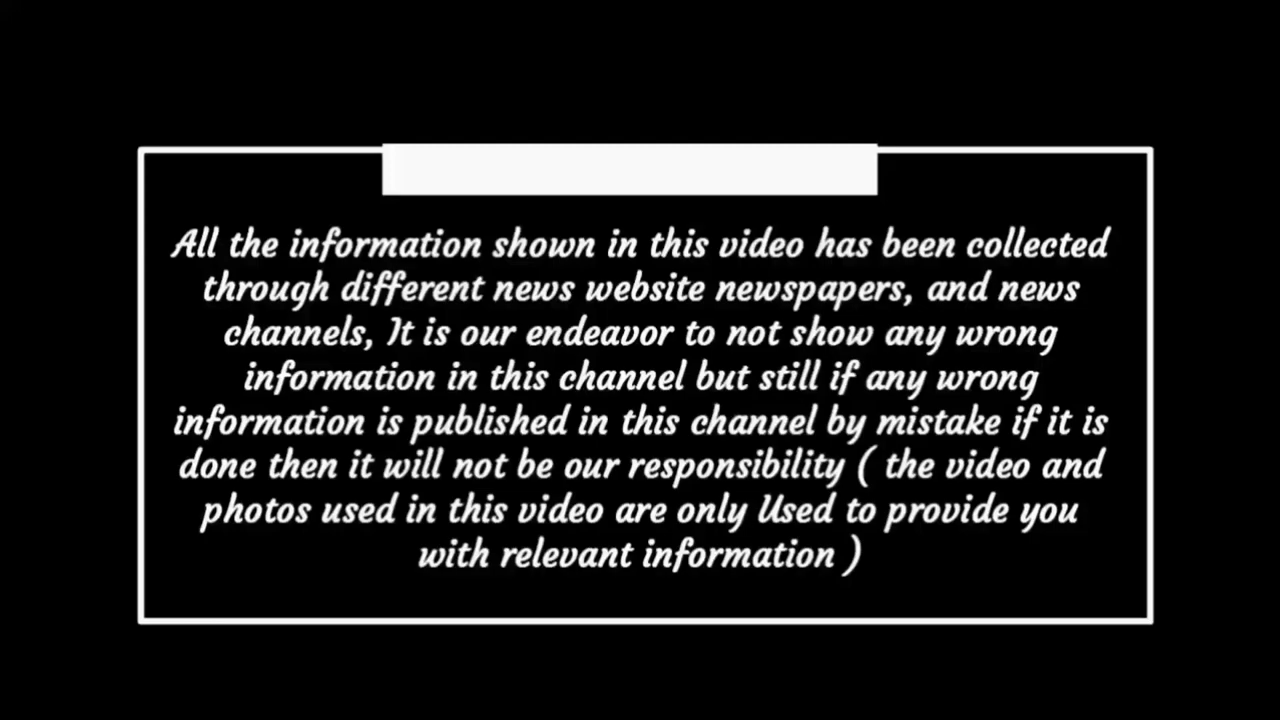 All the information shown in this video has been collected
through different news website newspapers, and news
channels, It is our endeavor to not show any wrong
information in this channel but still if any wrong
information is published in this channel by mistake if it is
done then it will not be our responsibility ( the video and
photos used in this video are only Used to provide you
with relevant information )